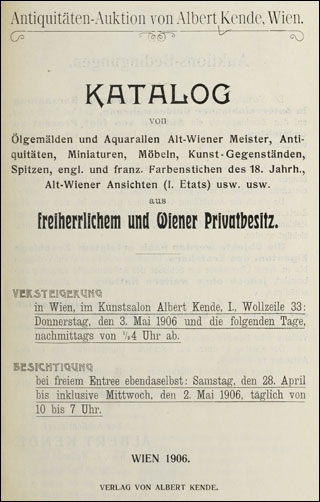 Antiquitäten-Auktion von Albert Kende, Wien.
KATALOG
von
Ölgemälden und Aquarallen Alt-Wiener Meister, Anti-
quitäten, Miniaturen, Möbeln, Kunst-Gegenständen,
Spitzen, engl. und franz. Farbenstichen des 18. Jahrh.,
Alt-Wiener Ansichten (I. Etats) usw. usw.
aus
freiherrlichem und Wiener Privatbesitz.
VERSTEIGERUNG
in Wien, im Kunstsalon Albert Kende, I., Wollzeile 33:
Donnerstag, den 3. Mai 1906 und die folgenden Tage,
nachmittags von ¼4 Uhr ab.
BESICHTIGUNG
bei freiem Entree ebendaselbst: Samstag, den 28. April
bis inklusive Mittwoch, den 2. Mai 1906, täglich von
10 bis 7 Uhr.
WIEN 1906.
VERLAG VON ALBERT KENDE.